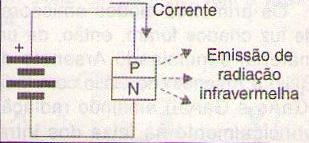 Corrente
+
P
N
Emissão de
radiação
infravermelha